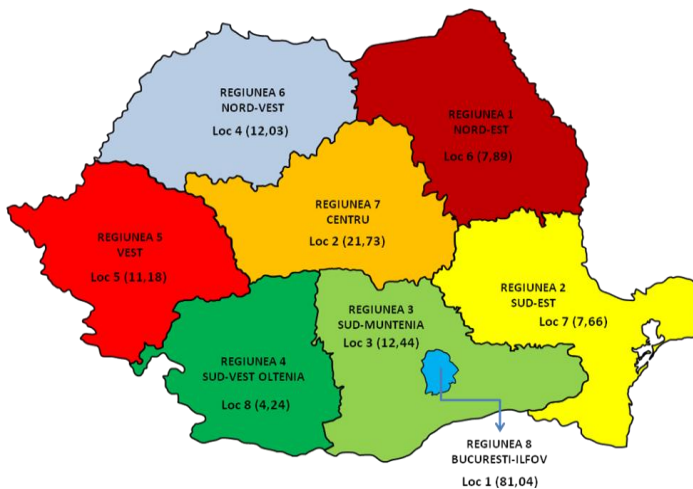 REGIUNEA 6
NORD-VEST
Loc 4 (12,03)
REGIUNEA 1
NORD-EST
Loc 6 (7,89)
REGIUNEA 7
CENTRU
Loc 2 (21,73)
REGIUNEA 5
VEST
Loc 5 (11,18)
REGIUNEA 2
SUD-EST
Loc 7 (7,66)
REGIUNEA 3
SUD-MUNTENIA
Loc 3 (12,44)
REGIUNEA 4
SUD-VEST OLTENIA
Loc 8 (4,24)
REGIUNEA 8
BUCURESTI-ILFOV
Loc 1 (81,04)